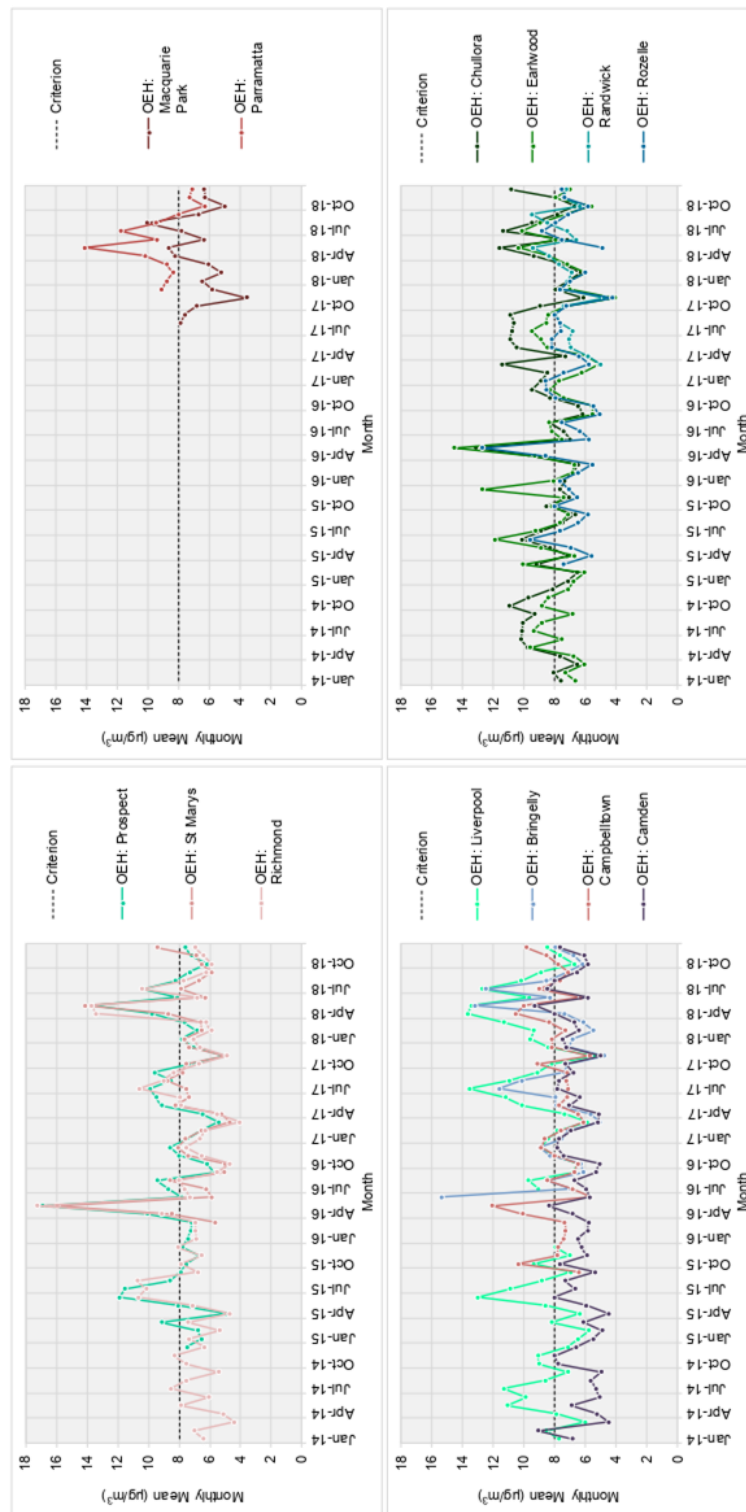 Monthly Mean (µg/m³)
18
16
14
12
10
8
6
4
2
0
Jan-14
Apr-14
Jul-14
Oct-14
Jan-15
Apr-15
Jul-15
Oct-15
Jan-16
Apr-16
Jul-16
Oct-16
Jan-17
Apr-17
Jul-17
Oct-17
Jan-18
Apr-18
Jul-18
Oct-18
Month
Criterion
OEH: Prospect
OEH: St Marys
OEH:
Richmond
Monthly Mean (µg/m³)
18
16
14
12
10
8
6
4
2
0
Jan-14
Apr-14
Jul-14
Oct-14
Jan-15
Apr-15
Jul-15
Oct-15
Jan-16
Apr-16
Jul-16
Oct-16
Jan-17
Apr-17
Jul-17
Oct-17
Jan-18
Apr-18
Jul-18
Oct-18
Month
Criterion
OEH:
Macquarie
Park
OEH:
Parramatta
Monthly Mean (µg/m³)
18
16
14
12
10
8
6
4
2
0
Jan-14
Apr-14
Jul-14
Oct-14
Jan-15
Apr-15
Jul-15
Oct-15
Jan-16
Apr-16
Jul-16
Oct-16
Jan-17
Apr-17
Jul-17
Oct-17
Jan-18
Apr-18
Jul-18
Oct-18
Month
Criterion
OEH: Liverpool
OEH: Bringelly
OEH:
Campbelltown
OEH: Camden
Monthly Mean (µg/m³)
18
16
14
12
10
8
6
4
2
0
Jan-14
Apr-14
Jul-14
Oct-14
Jan-15
Apr-15
Jul-15
Oct-15
Jan-16
Apr-16
Jul-16
Oct-16
Jan-17
Apr-17
Jul-17
Oct-17
Jan-18
Apr-18
Jul-18
Oct-18
Month
Criterion
OEH: Chullora
OEH: Earlwood
OEH:
Randwick
OEH: Rozelle